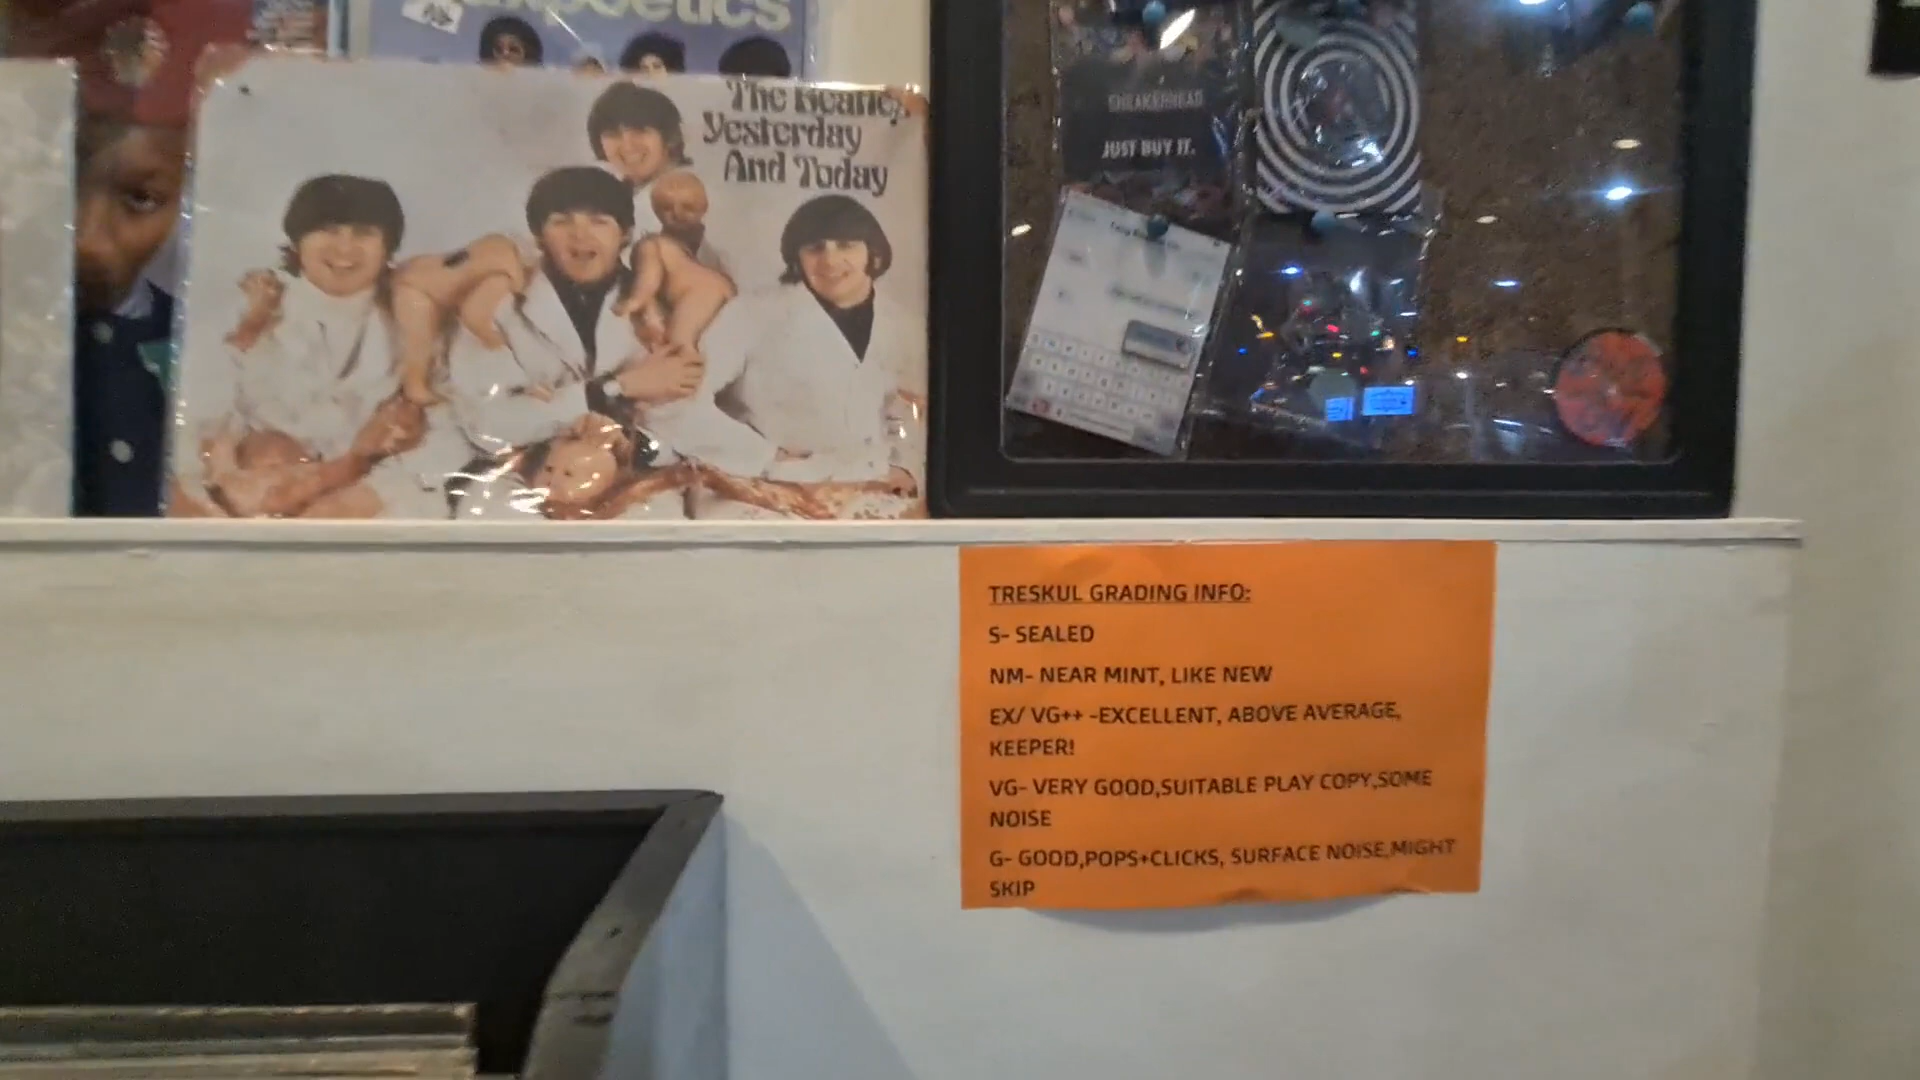 The Beatles
Yesterday
And Today
SNEAKERHEAD
JUST BUY IT.
TRESKUL GRADING INFO:
S- SEALED
NM- NEAR MINT, LIKE NEW
EX/ VG++ -EXCELLENT, ABOVE AVERAGE,
KEEPER!
VG- VERY GOOD,SUITABLE PLAY COPY,SOME
NOISE
G- GOOD,POPS+CLICKS, SURFACE NOISE,MIGHT
SKIP